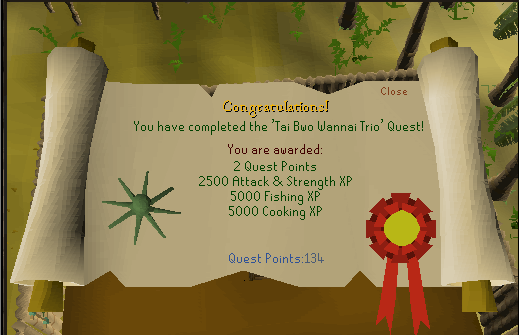 Close
Congratulations!
You have completed the 'Tai Bwo Wannai Trio' Quest!
You are awarded:
2 Quest Points
2500 Attack & Strength XP
5000 Fishing XP
5000 Cooking XP
Quest Points:134